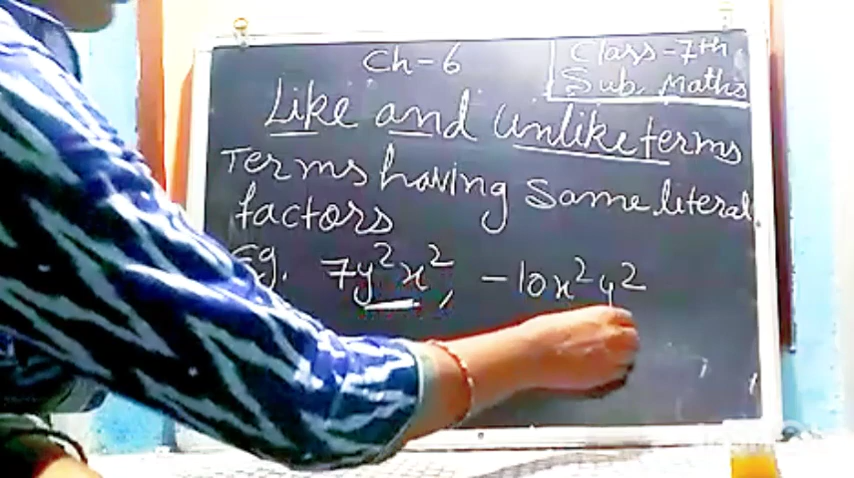 Ch-6
Class-7th
Sub. Maths
Like and unlike terms
Terms having same literal
factors
Eg. 7y²x², -10x²y²